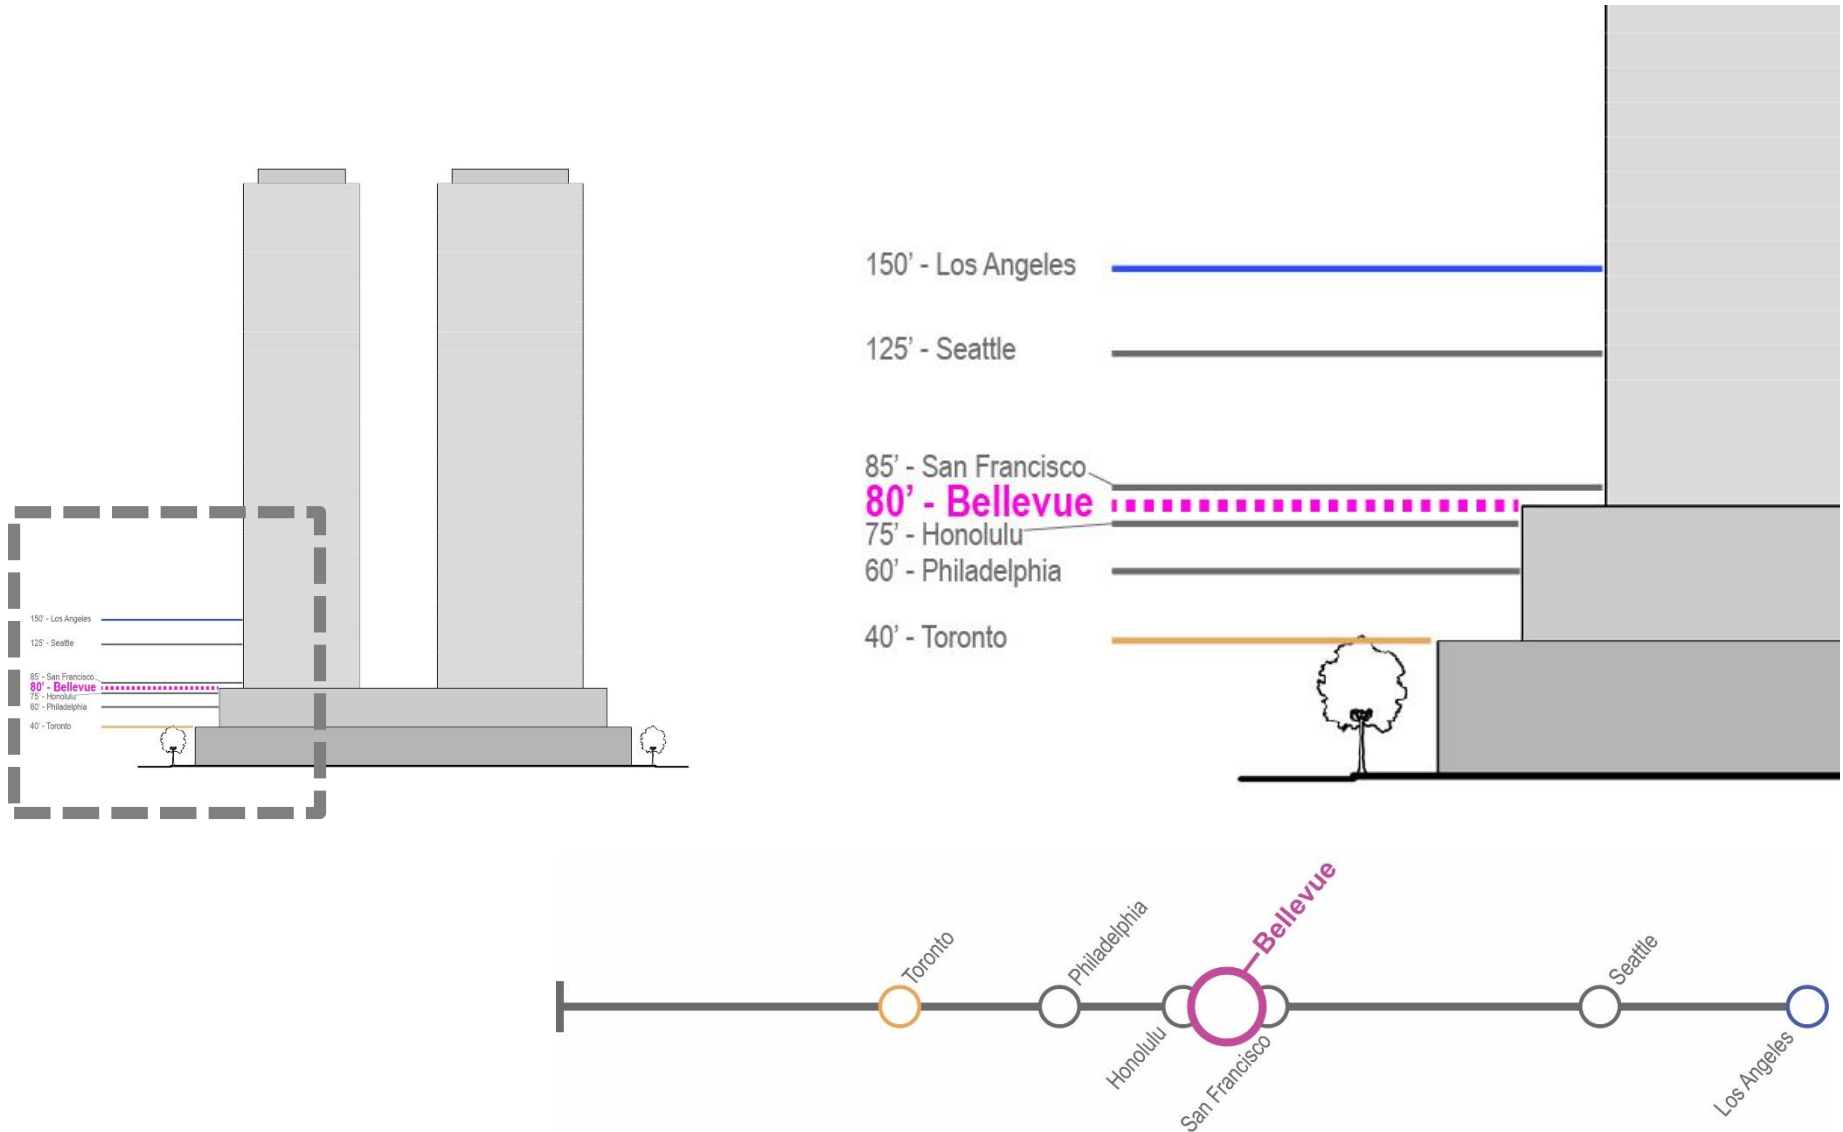 150' - Los Angeles
125' - Seattle
85' - San Francisco
80' - Bellevue
75' - Honolulu
60' - Philadelphia
40' - Toronto
150' - Los Angeles
125' - Seattle
85' - San Francisco
80' - Bellevue
75' - Honolulu
60' - Philadelphia
40' - Toronto
Toronto
Philadelphia
Honolulu
Bellevue
San Francisco
Seattle
Los Angeles